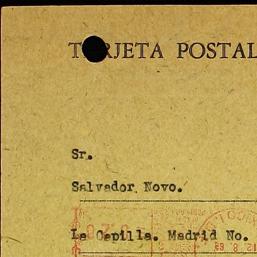 TARJETA POSTAL
Sr.
Salvador Novo.
La Capilla. Madrid No.